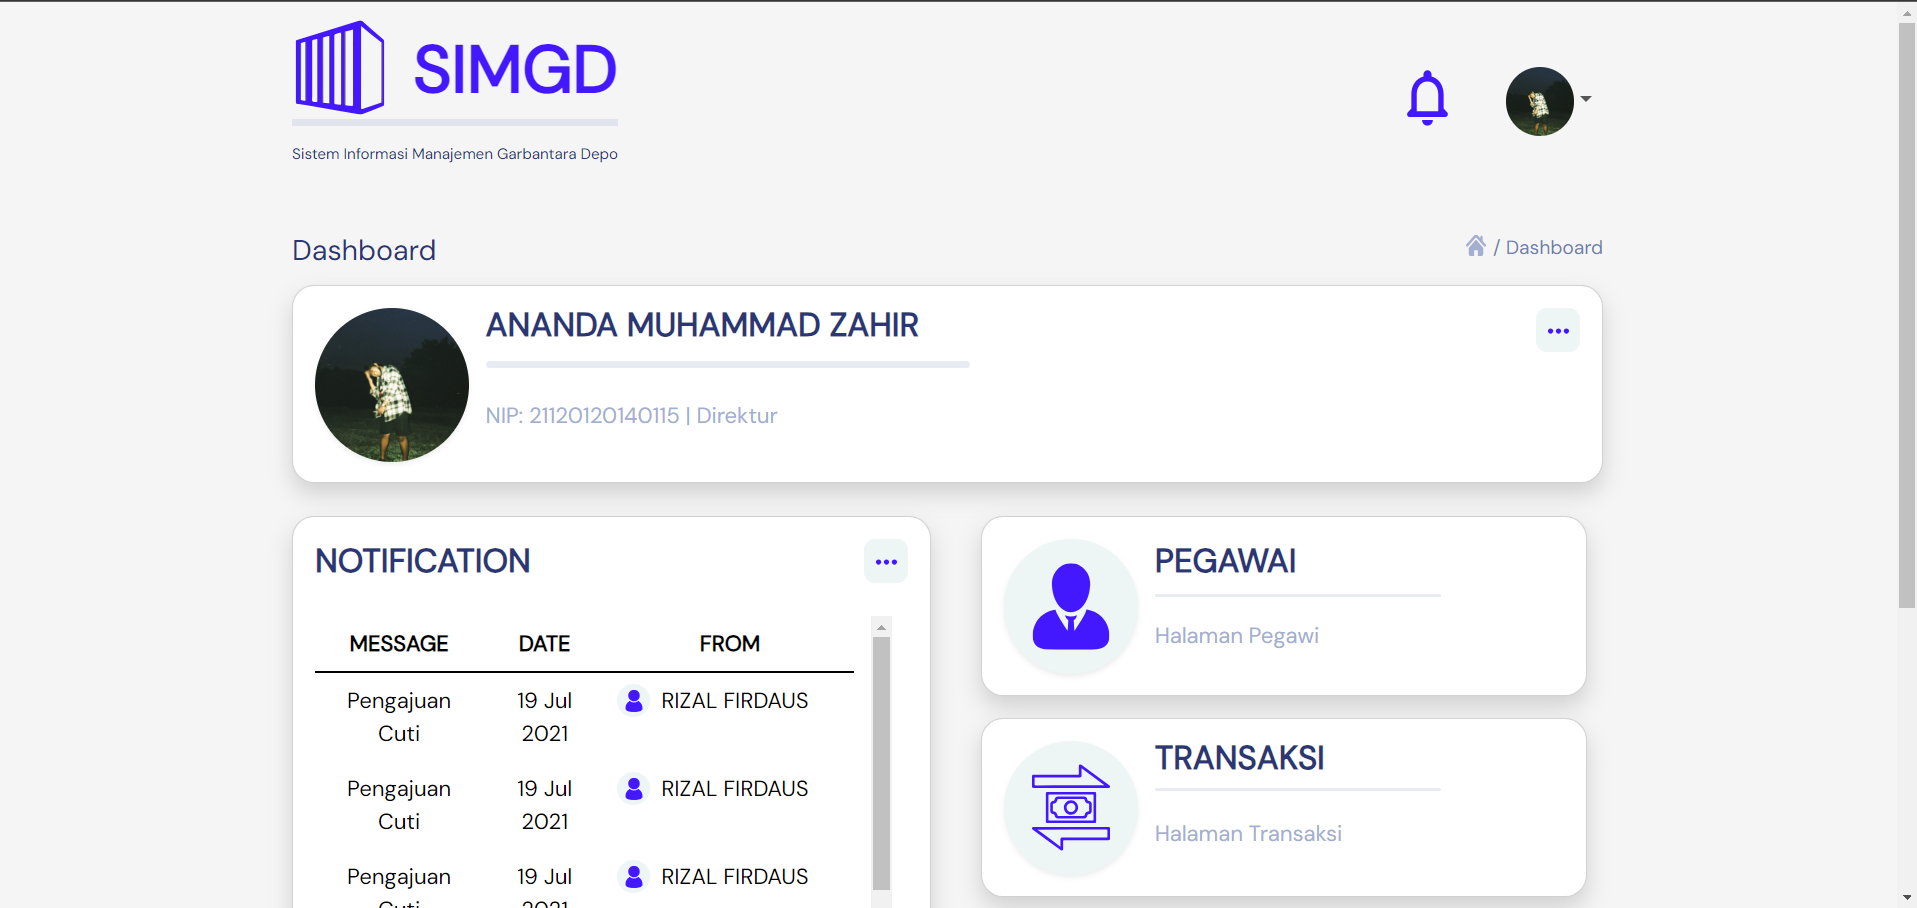 SIMGD
Sistem Informasi Manajemen Garbantara Depo
Dashboard
/ Dashboard
ANANDA MUHAMMAD ZAHIR
NIP: 21120120140115 | Direktur
NOTIFICATION
MESSAGE DATE FROM
Pengajuan 19 Jul RIZAL FIRDAUS
Cuti 2021
Pengajuan 19 Jul RIZAL FIRDAUS
Cuti 2021
Pengajuan 19 Jul RIZAL FIRDAUS
Cuti 2021
PEGAWAI
Halaman Pegawi
TRANSAKSI
Halaman Transaksi